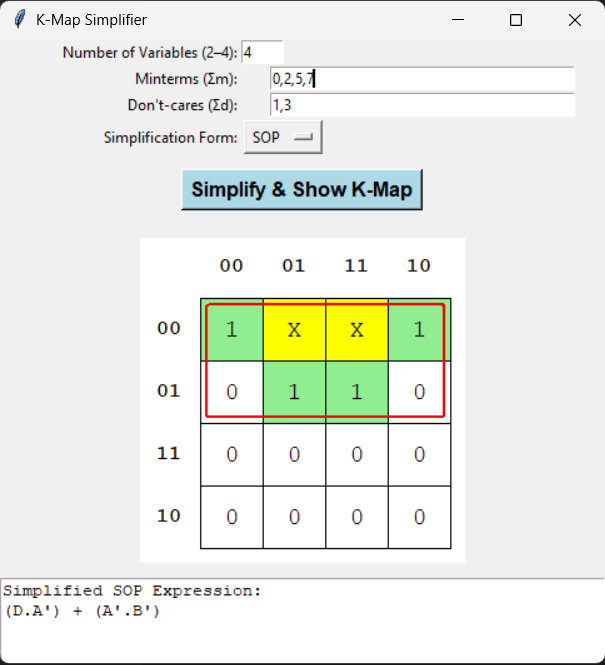 K-Map Simplifier
Number of Variables (2–4): 4
Minterms (Σm): 0,2,5,7
Don't-cares (Σd): 1,3
Simplification Form: SOP
Simplify & Show K-Map
00 01 11 10
00 1 X X 1
01 0 1 1 0
11 0 0 0 0
10 0 0 0 0
Simplified SOP Expression:
(D.A') + (A'.B')